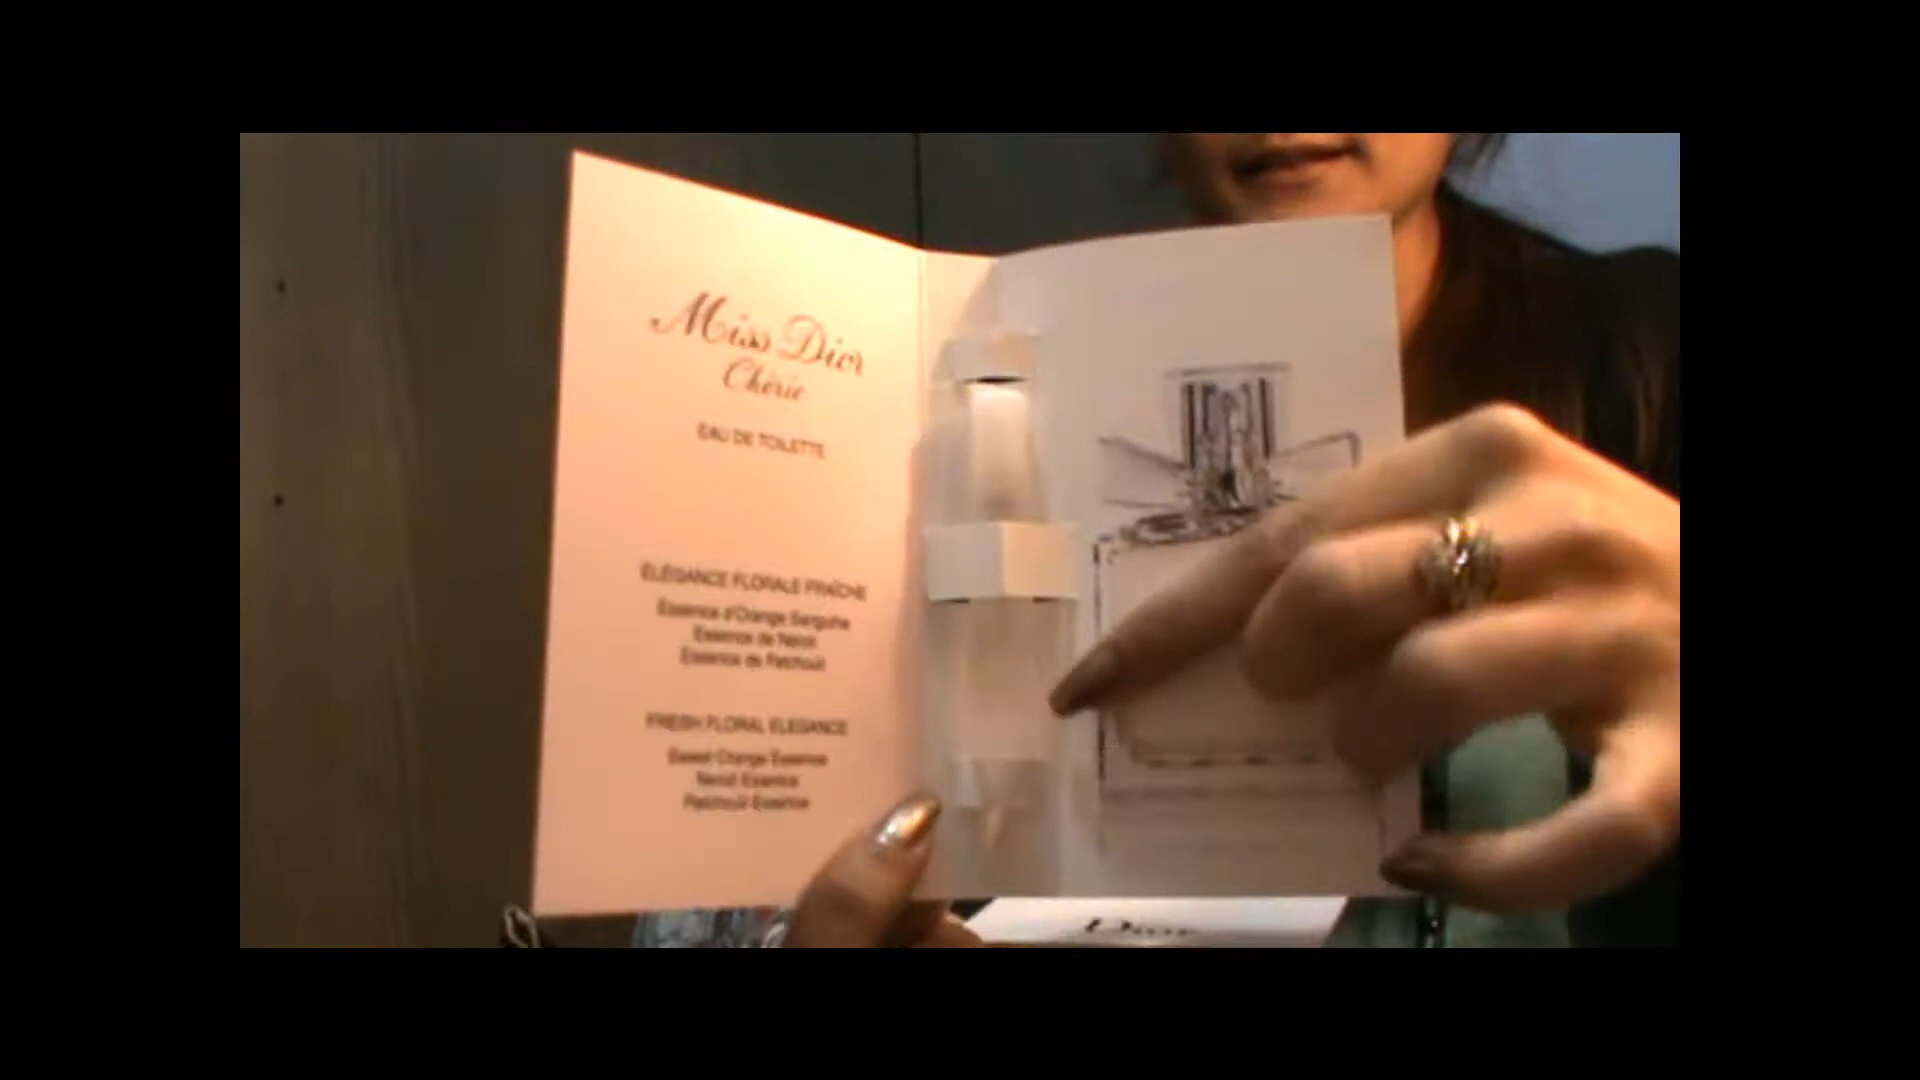 Miss Dior
Chérie
EAU DE TOILETTE
ÉLÉGANCE FLORALE FRAÎCHE
Essence d'Orange Sanguine
Essence de Néroli
Essence de Patchouli
FRESH FLORAL ELEGANCE
Sweet Orange Essence
Neroli Essence
Patchouli Essence
Dior